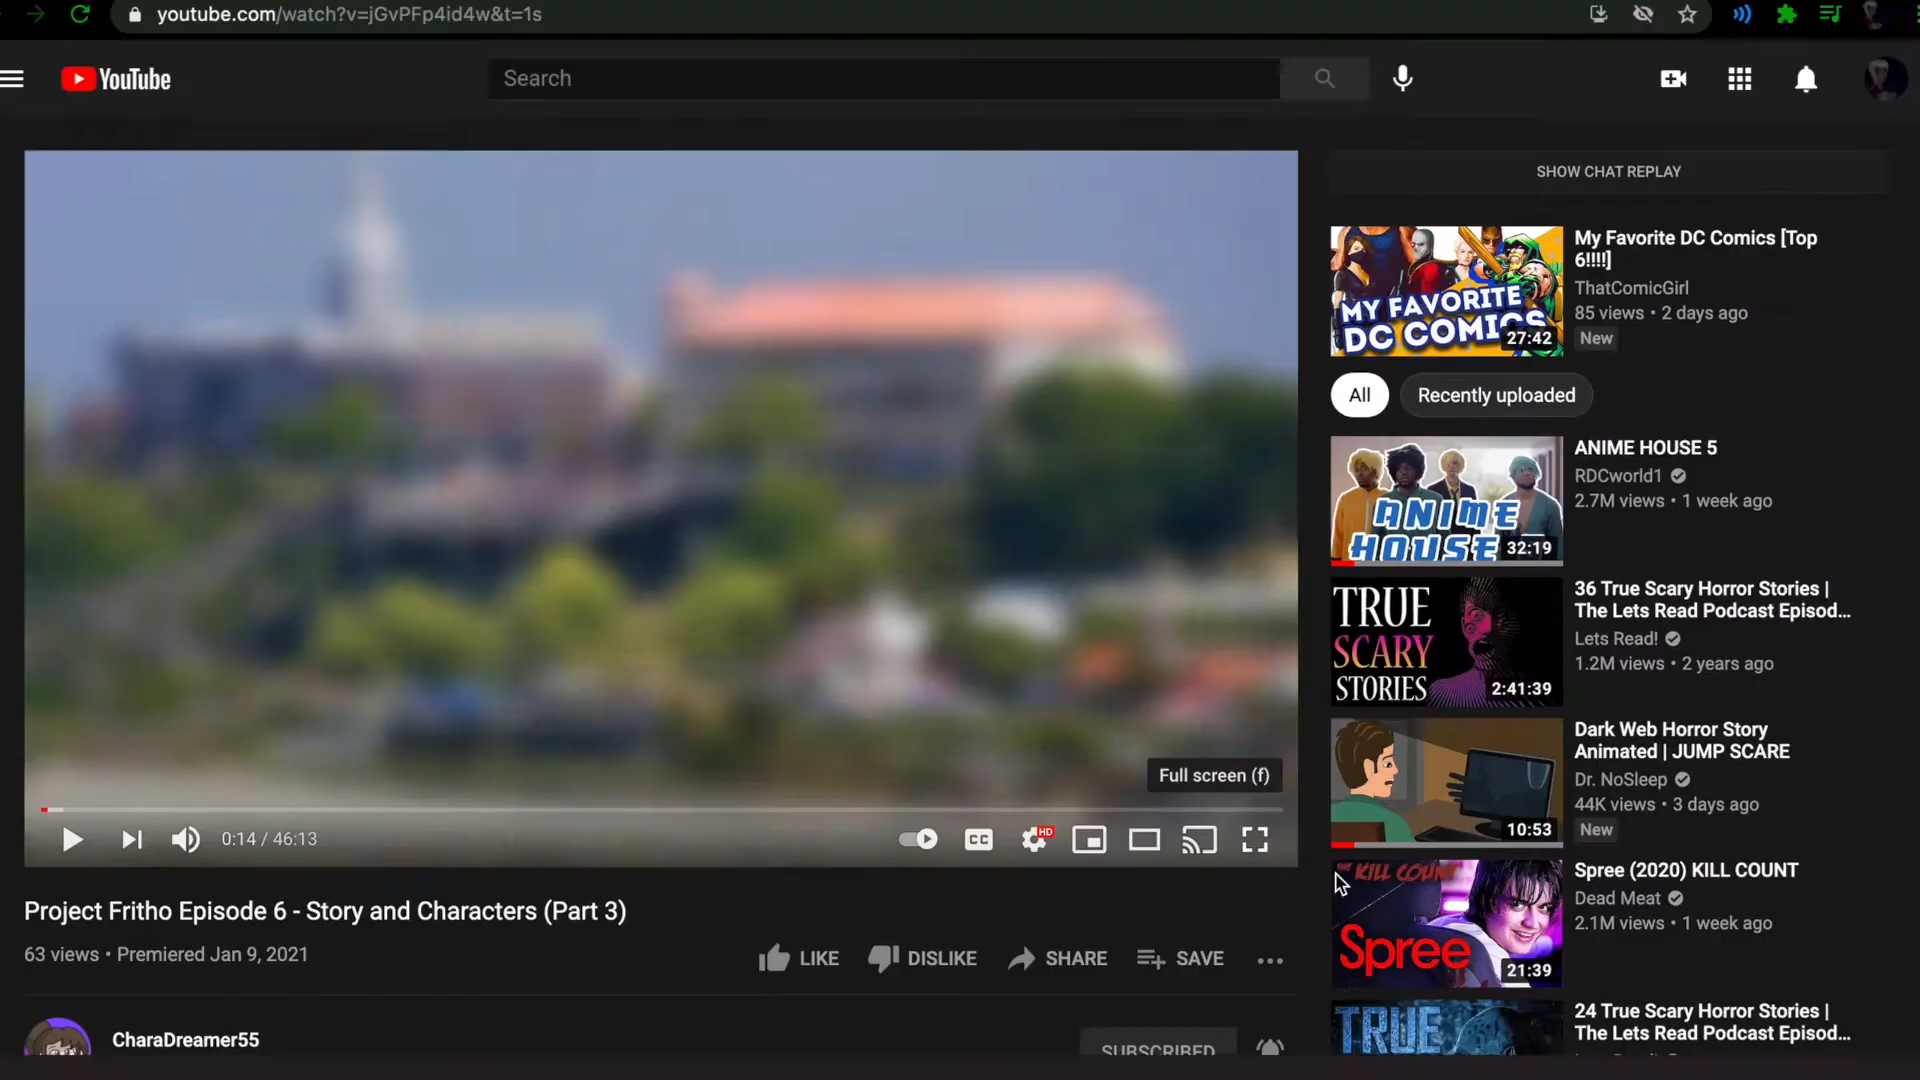 youtube.com/watch?v=jGvPFp4id4w&t=1s
YouTube
Search
SHOW CHAT REPLAY
MY FAVORITE
DC COMICS
27:42
My Favorite DC Comics [Top
6!!!!]
ThatComicGirl
85 views • 2 days ago
New
All
Recently uploaded
ANIME
HOUSE
32:19
ANIME HOUSE 5
RDCworld1
2.7M views • 1 week ago
TRUE
SCARY
STORIES
2:41:39
36 True Scary Horror Stories |
The Lets Read Podcast Episod...
Lets Read!
1.2M views • 2 years ago
10:53
Dark Web Horror Story
Animated | JUMP SCARE
Dr. NoSleep
44K views • 3 days ago
New
THE KILL COUNT
Spree
21:39
Spree (2020) KILL COUNT
Dead Meat
2.1M views • 1 week ago
TRUE
24 True Scary Horror Stories |
The Lets Read Podcast Episod...
Full screen (f)
0:14 / 46:13
CC
HD
Project Fritho Episode 6 - Story and Characters (Part 3)
63 views • Premiered Jan 9, 2021
LIKE
DISLIKE
SHARE
SAVE
CharaDreamer55
SUBSCRIBED